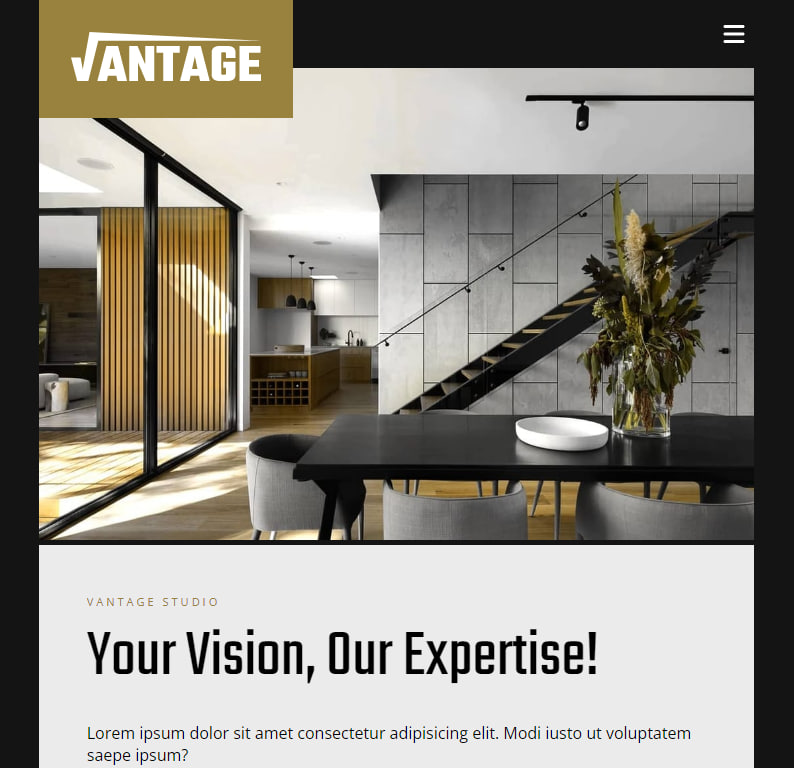 VANTAGE
VANTAGE STUDIO
Your Vision, Our Expertise!
Lorem ipsum dolor sit amet consectetur adipisicing elit. Modi iusto ut voluptatem
saepe ipsum?